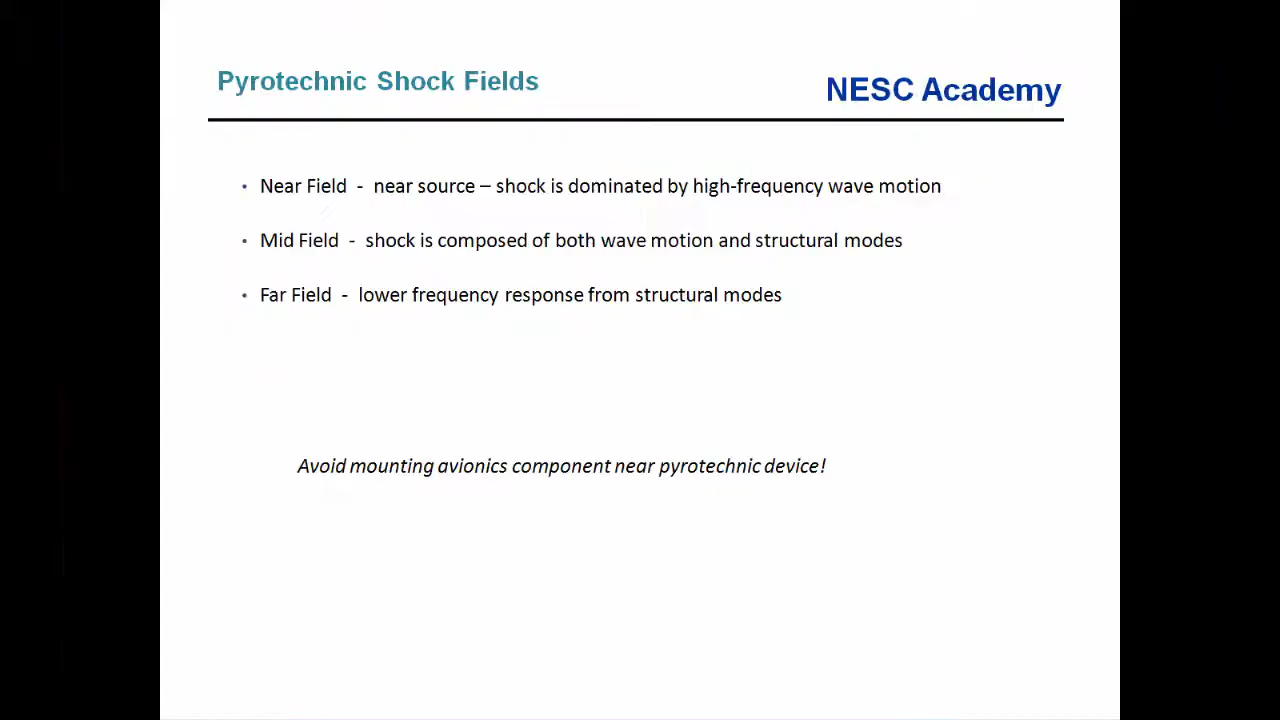 Pyrotechnic Shock Fields
NESC Academy
• Near Field - near source – shock is dominated by high-frequency wave motion
• Mid Field - shock is composed of both wave motion and structural modes
• Far Field - lower frequency response from structural modes
Avoid mounting avionics component near pyrotechnic device!